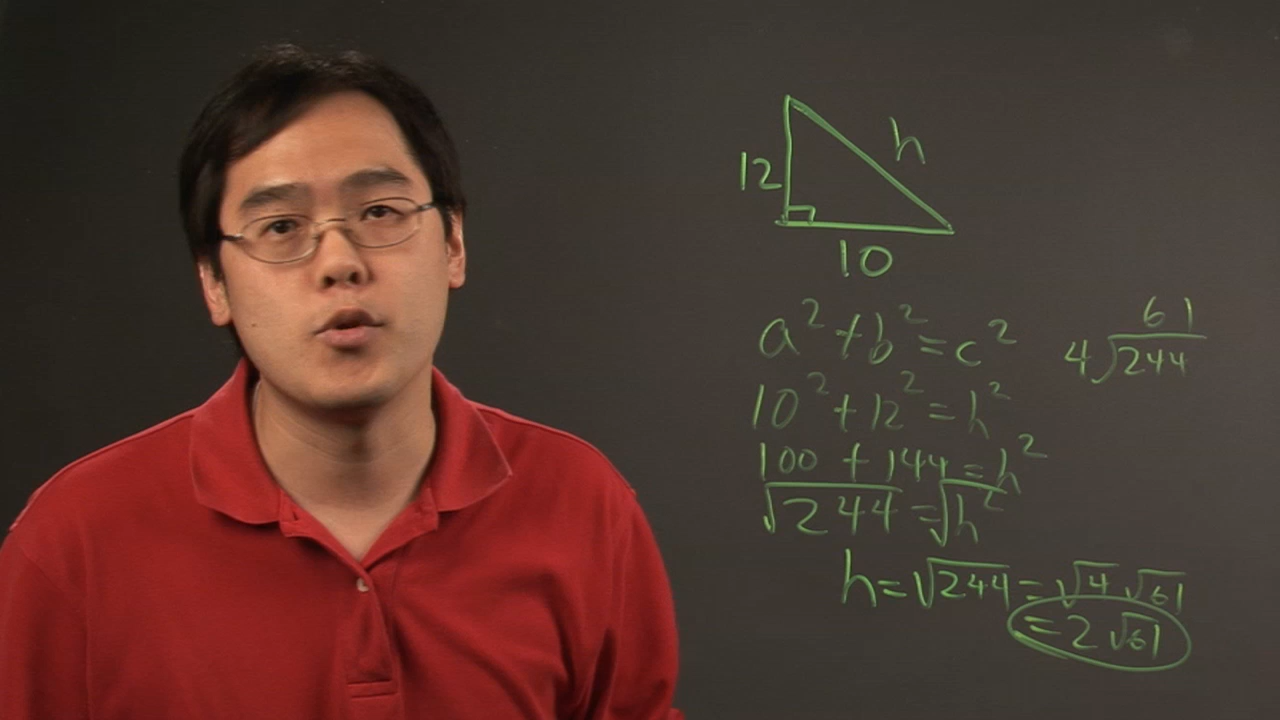 12
h
10
a² + b² = c²
61
4√244
10² + 12² = h²
100 + 144 = h²
√244 = √h²
h = √244 = √4 √61
= 2√61